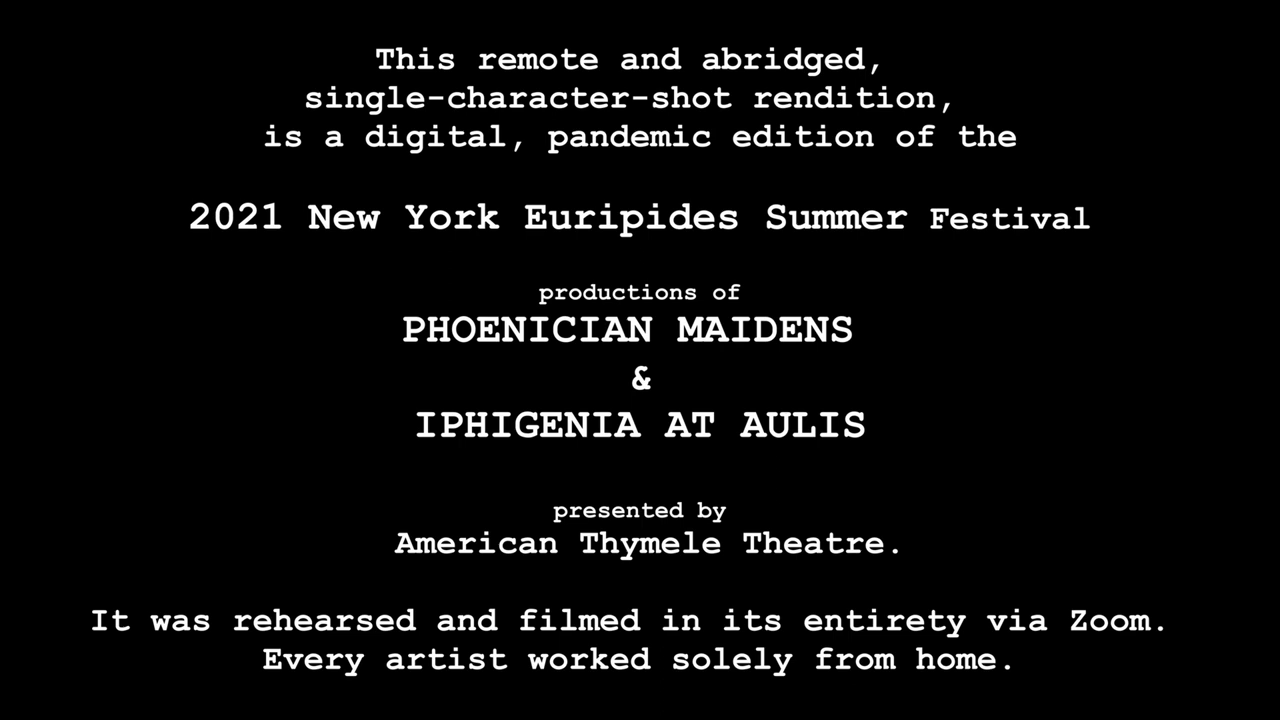 This remote and abridged,
single-character-shot rendition,
is a digital, pandemic edition of the
2021 New York Euripides Summer Festival
productions of
PHOENICIAN MAIDENS
&
IPHIGENIA AT AULIS
presented by
American Thymele Theatre.
It was rehearsed and filmed in its entirety via Zoom.
Every artist worked solely from home.